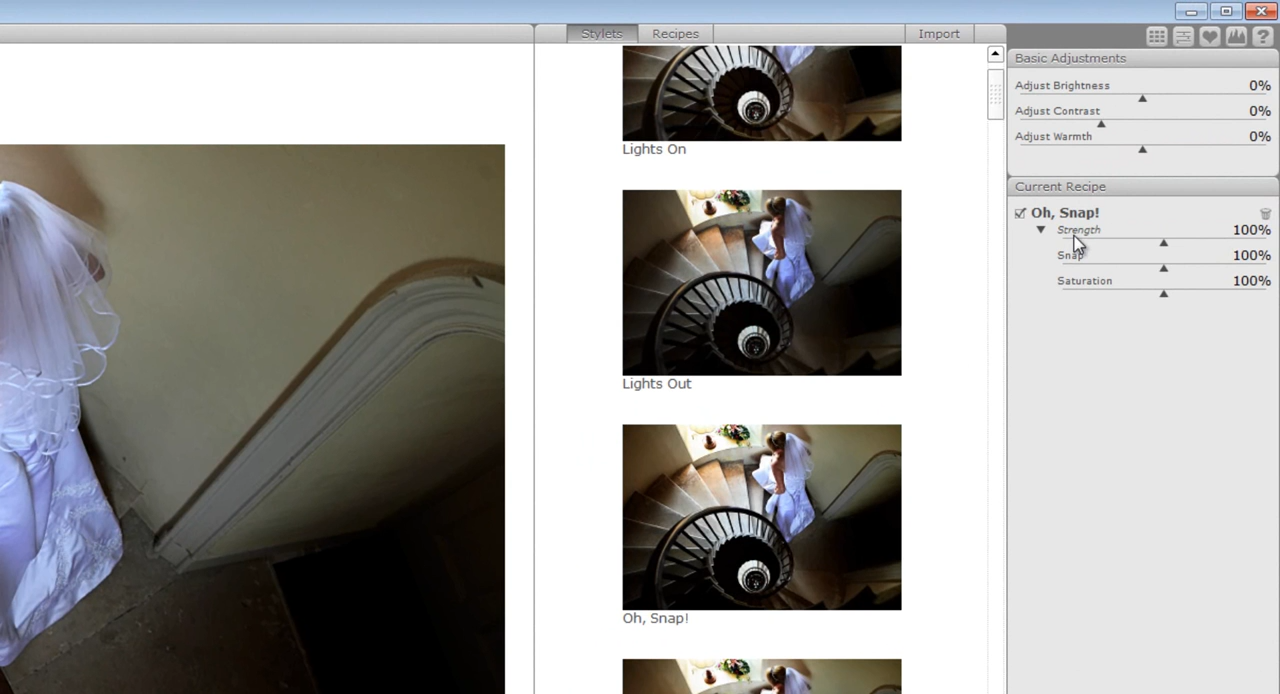 Stylets
Recipes
Import
?
Basic Adjustments
Adjust Brightness 0%
Adjust Contrast 0%
Adjust Warmth 0%
Current Recipe
Oh, Snap!
Strength 100%
Snap 100%
Saturation 100%
Lights On
Lights Out
Oh, Snap!